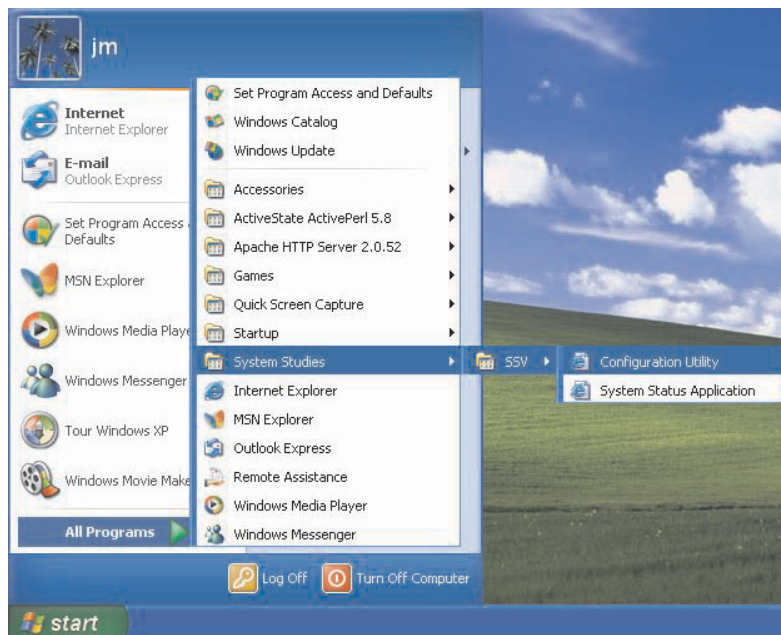 jm
Internet
Internet Explorer
E-mail
Outlook Express
Set Program Access
Defaults
MSN Explorer
Windows Media Playe
Windows Messenger
Tour Windows XP
Windows Movie Make
All Programs
Set Program Access and Defaults
Windows Catalog
Windows Update
Accessories
ActiveState ActivePerl 5.8
Apache HTTP Server 2.0.52
Games
Quick Screen Capture
Startup
System Studies
Internet Explorer
MSN Explorer
Outlook Express
Remote Assistance
Windows Media Player
Windows Messenger
SSV
Configuration Utility
System Status Application
Log Off
Turn Off Computer
start